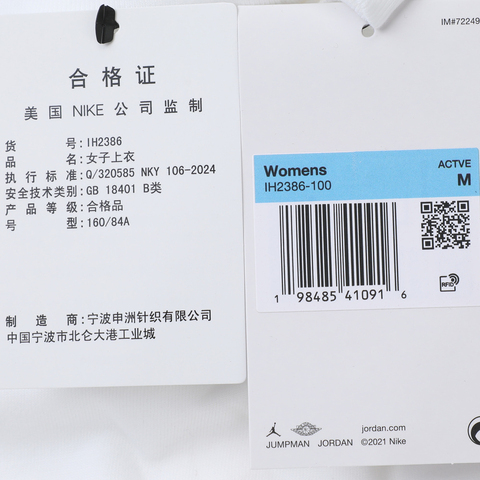 合格证
美国 NIKE 公司监制
货 号: IH2386
品 名: 女子上衣
执行标准: Q/320585 NKY 106-2024
安全技术类别: GB 18401 B类
产品等级: 合格品
号 型: 160/84A
制造商: 宁波申洲针织有限公司
中国宁波市北仑大港工业城
IM#72249
Womens
IH2386-100
ACTVE
M
1 98485 41091 6
RFID
JUMPMAN JORDAN
jordan.com
©2021 Nike